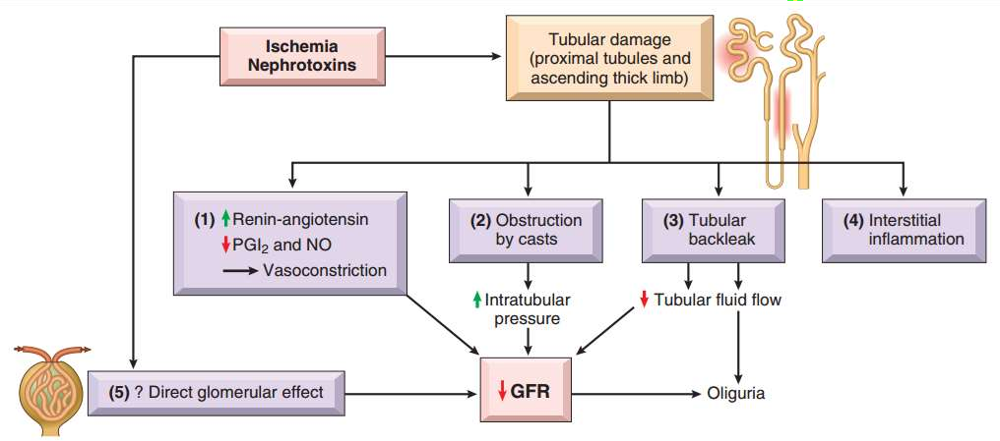 Ischemia
Nephrotoxins
Tubular damage
(proximal tubules and
ascending thick limb)
(1) Renin-angiotensin
PGI₂ and NO
Vasoconstriction
(2) Obstruction
by casts
(3) Tubular
backleak
(4) Interstitial
inflammation
Intratubular
pressure
Tubular fluid flow
(5) ? Direct glomerular effect
GFR
Oliguria